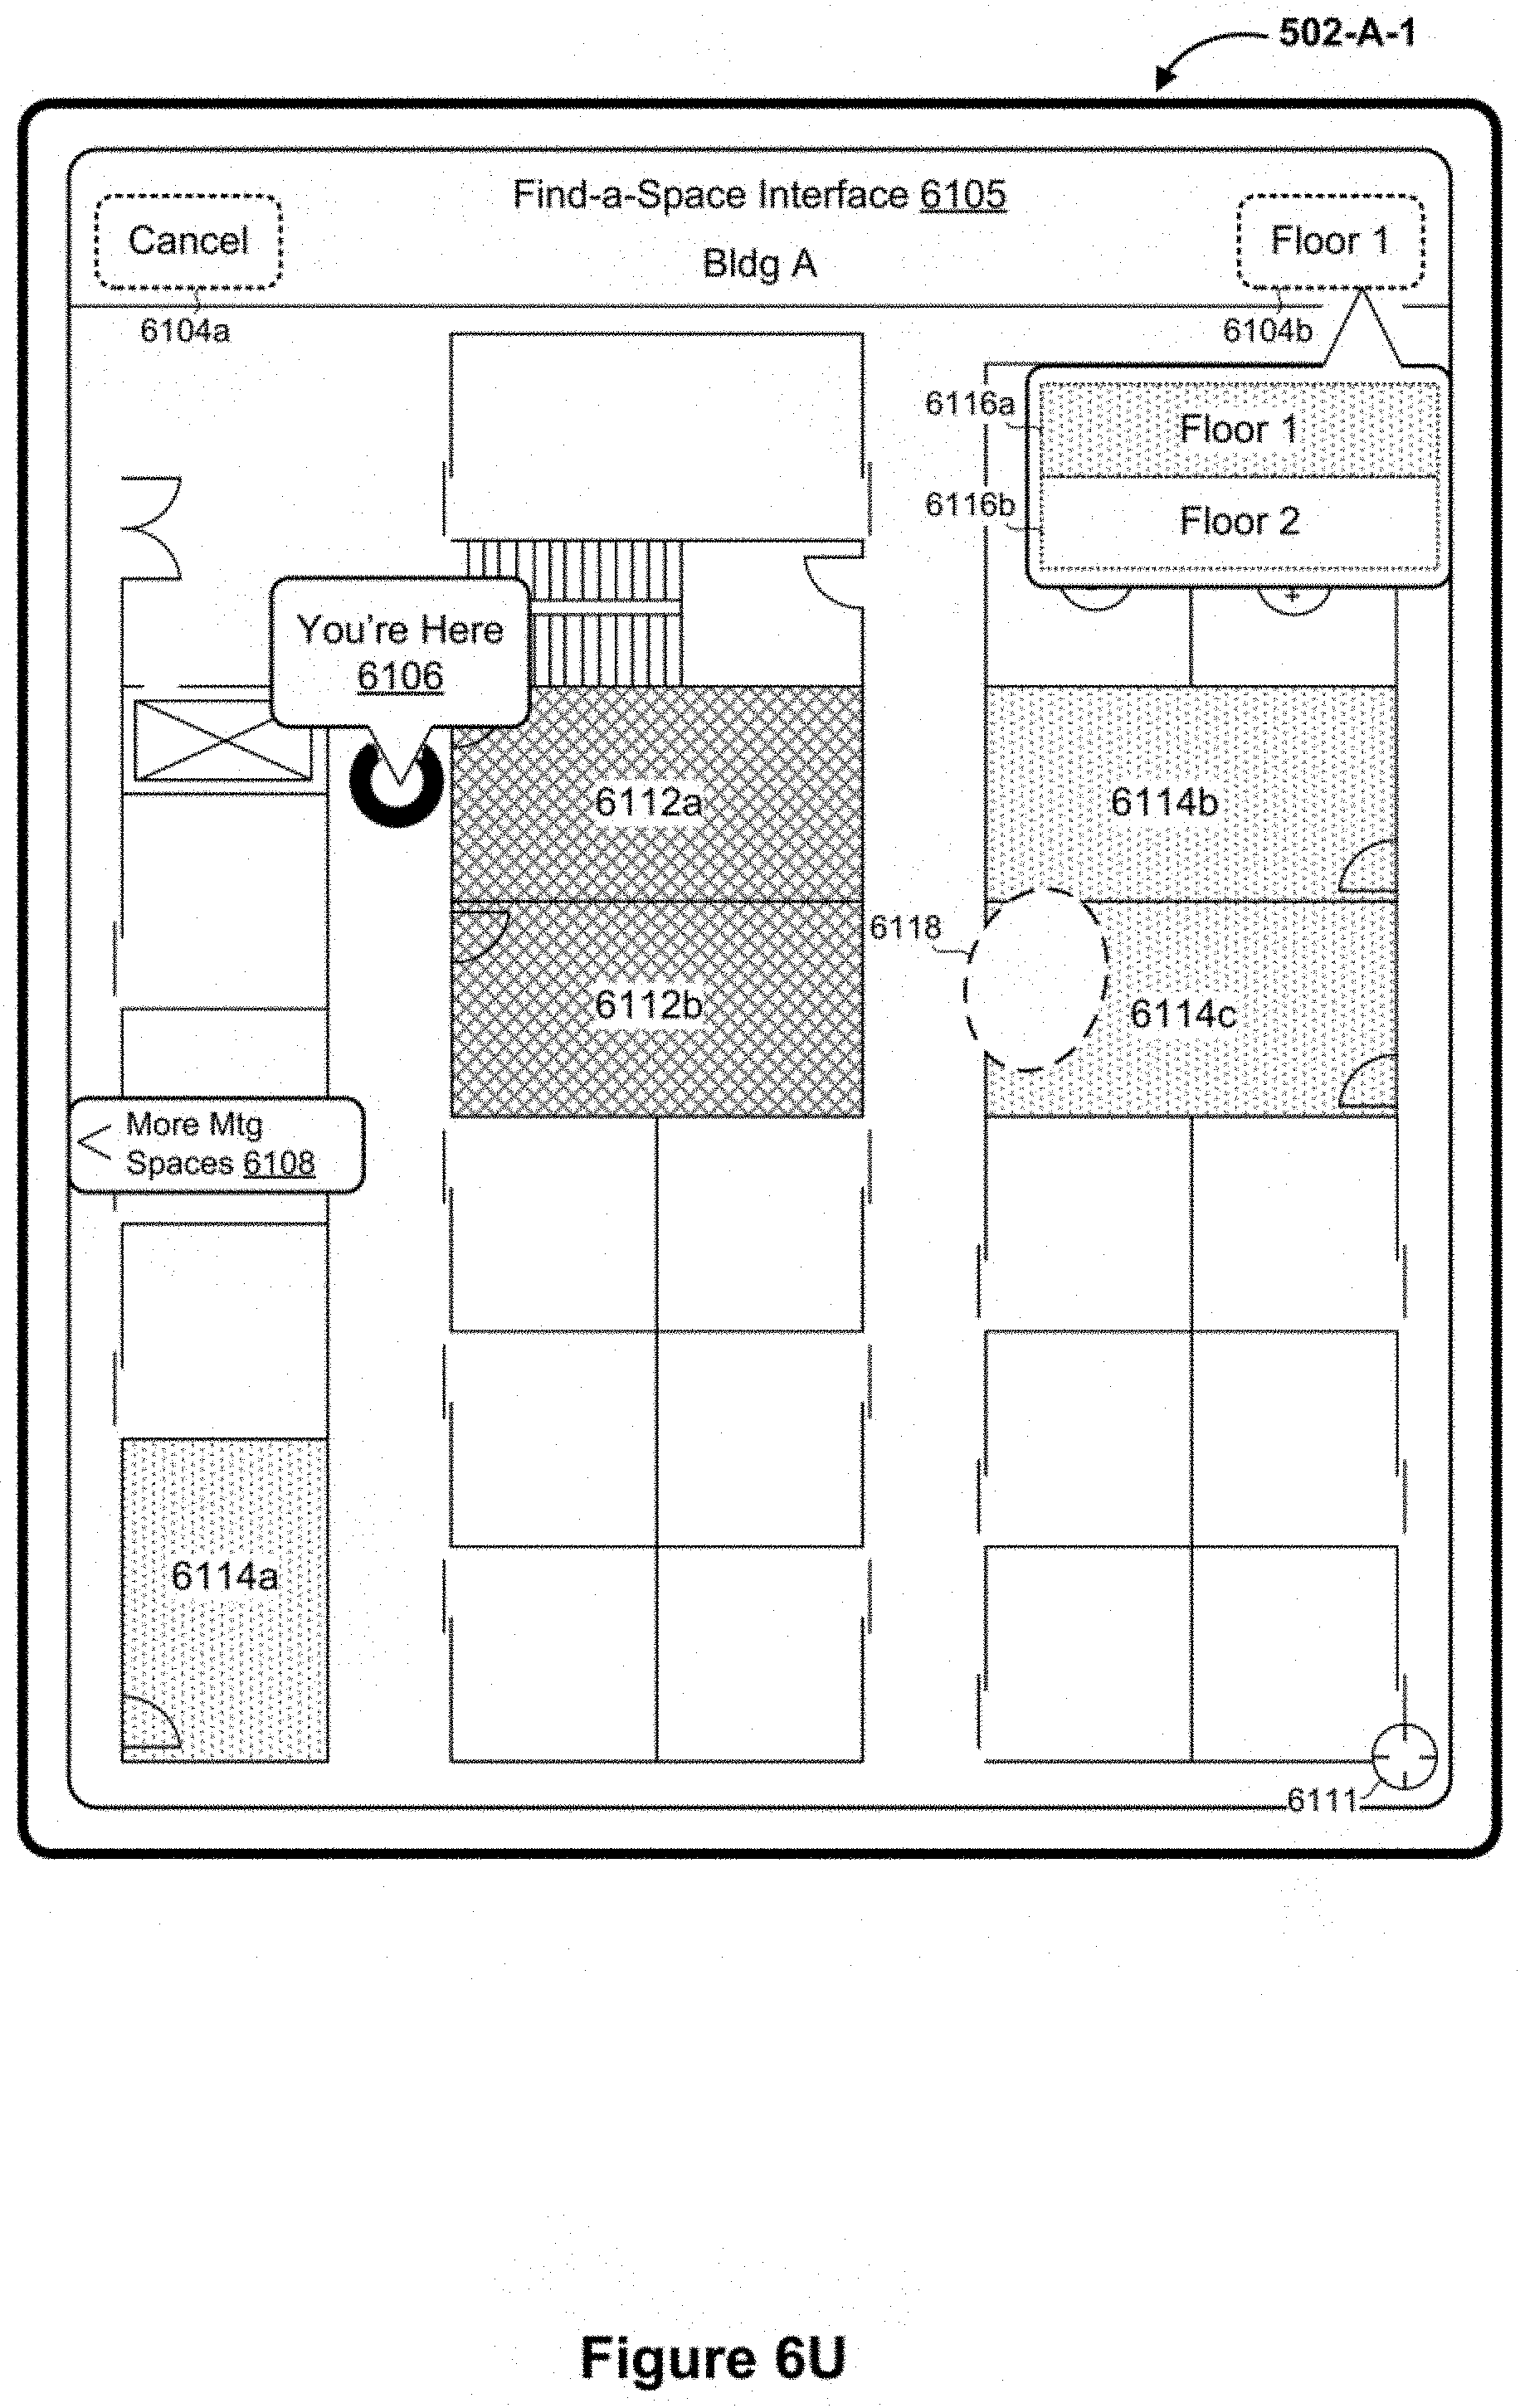 502-A-1
Find-a-Space Interface 6105
Cancel
Bldg A
Floor 1
6104a
6104b
6116a
Floor 1
6116b
Floor 2
You're Here
6106
6112a
6114b
6118
6112b
6114c
More Mtg
Spaces 6108
6114a
6111
Figure 6U